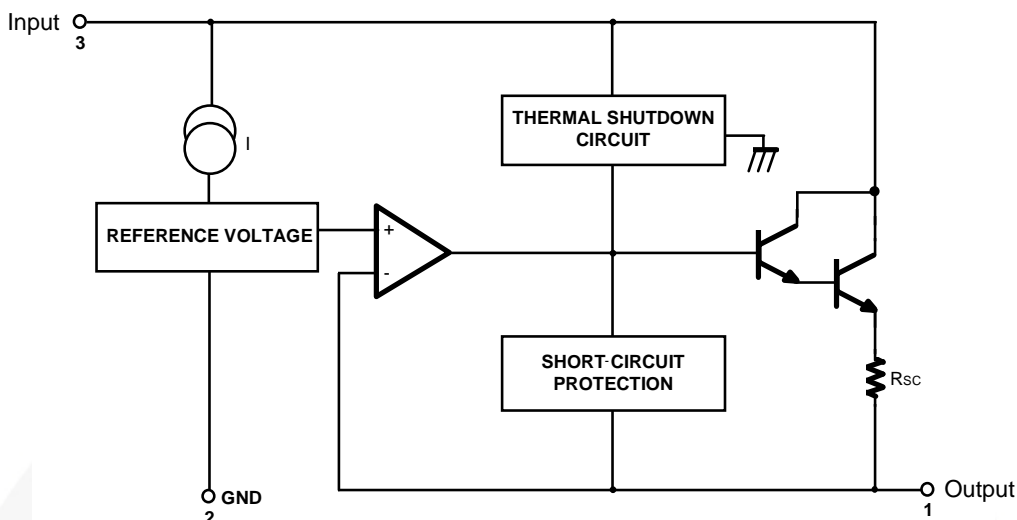 Input
3
I
THERMAL SHUTDOWN
CIRCUIT
REFERENCE VOLTAGE
+
-
SHORT-CIRCUIT
PROTECTION
RSC
GND
2
Output
1